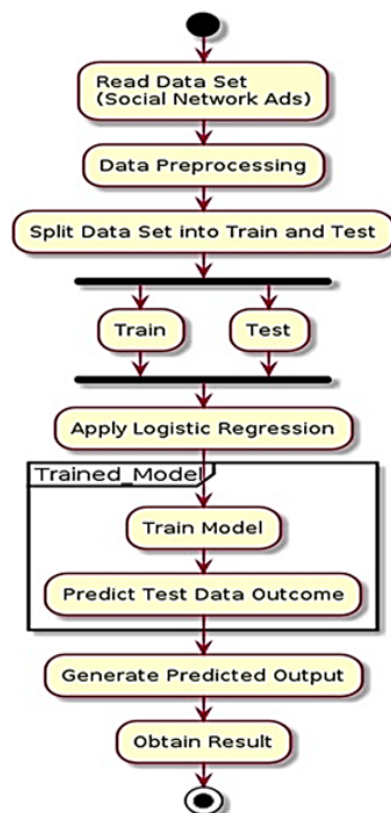 Read Data Set
(Social Network Ads)
Data Preprocessing
Split Data Set into Train and Test
Train
Test
Apply Logistic Regression
Trained_Model
Train Model
Predict Test Data Outcome
Generate Predicted Output
Obtain Result